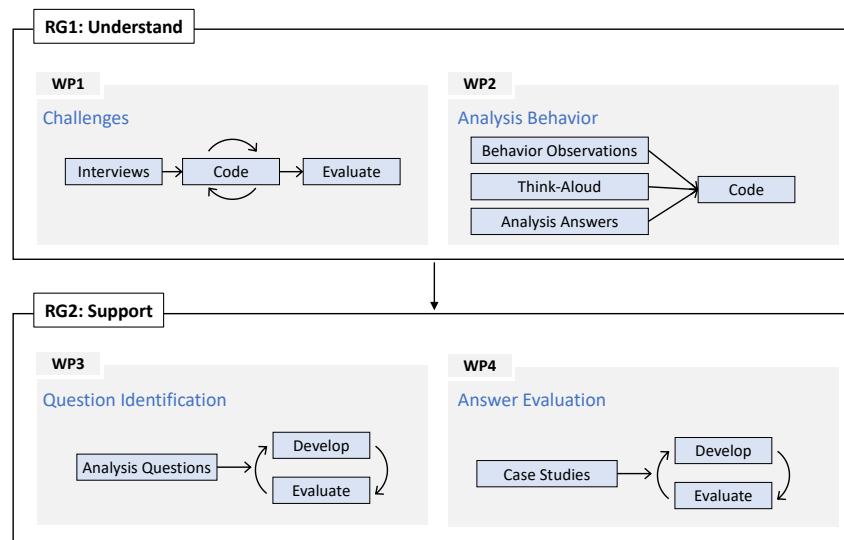 RG1: Understand
WP1
Challenges
Interviews
Code
Evaluate
WP2
Analysis Behavior
Behavior Observations
Think-Aloud
Analysis Answers
Code
RG2: Support
WP3
Question Identification
Analysis Questions
Develop
Evaluate
WP4
Answer Evaluation
Case Studies
Develop
Evaluate